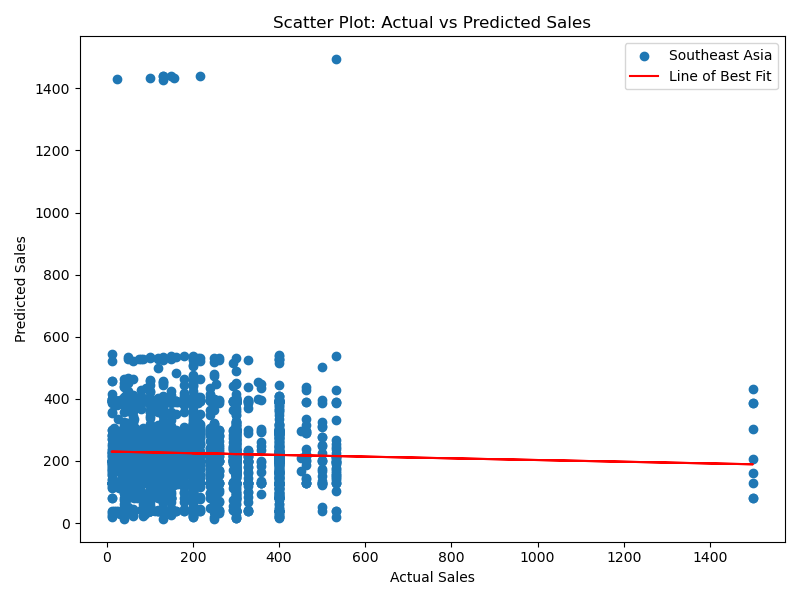 Scatter Plot: Actual vs Predicted Sales
Southeast Asia
Line of Best Fit
Predicted Sales
1400
1200
1000
800
600
400
200
0
0 200 400 600 800 1000 1200 1400
Actual Sales